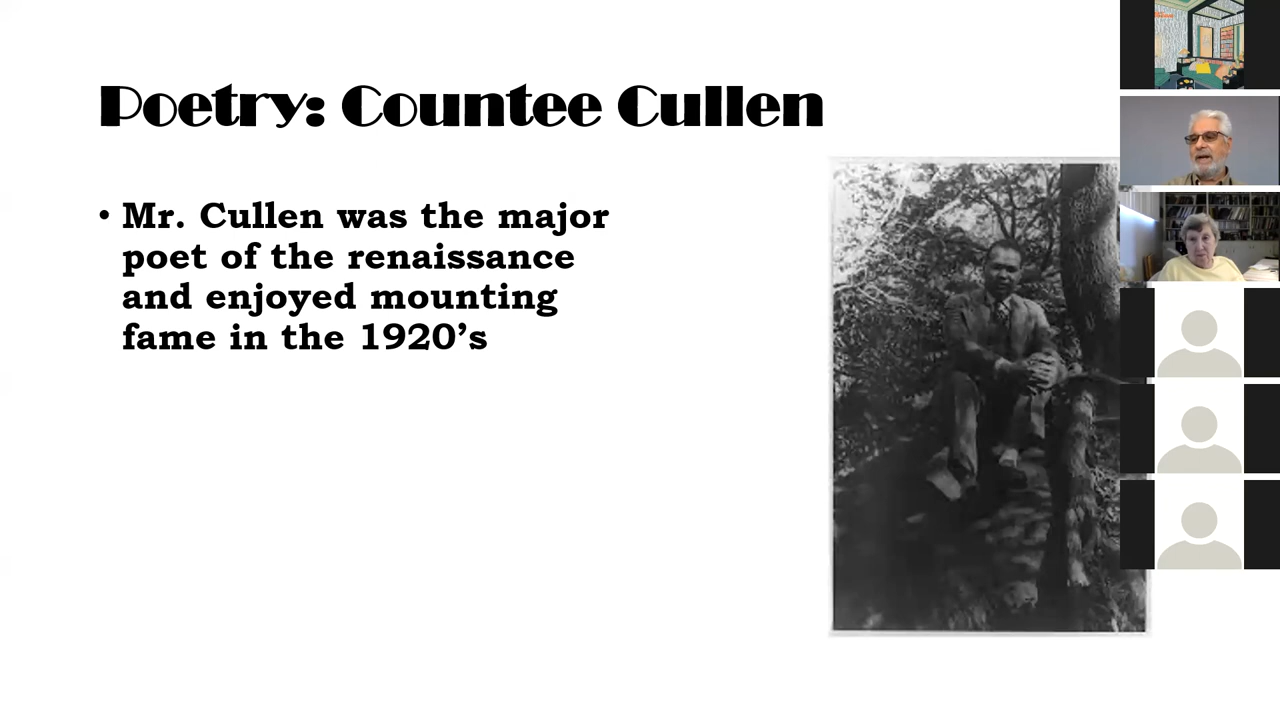 Poetry: Countee Cullen
• Mr. Cullen was the major
poet of the renaissance
and enjoyed mounting
fame in the 1920’s